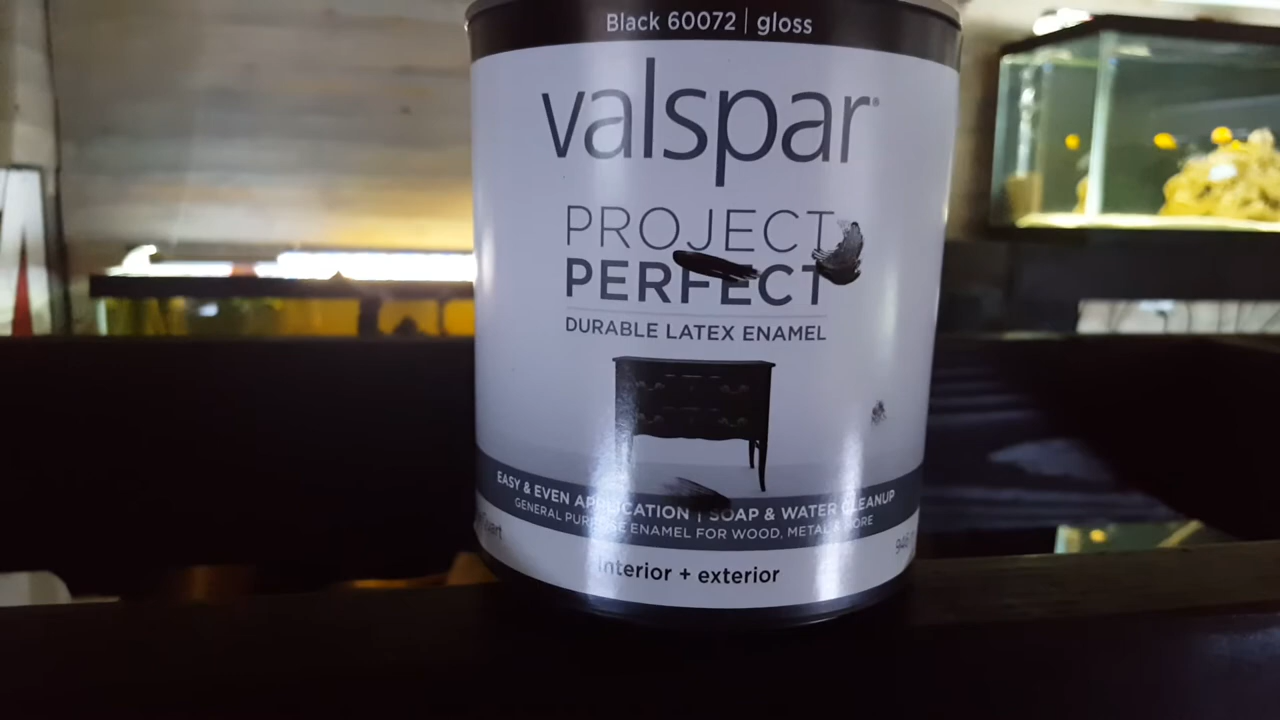 Black 60072 | gloss
valspar®
PROJECT
PERFECT
DURABLE LATEX ENAMEL
EASY & EVEN APPLICATION | SOAP & WATER CLEANUP
GENERAL PURPOSE ENAMEL FOR WOOD, METAL & MORE
interior + exterior